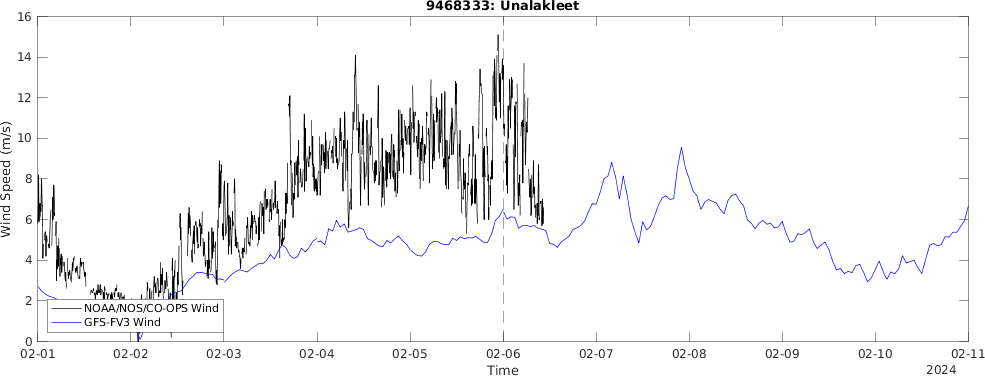 9468333: Unalakleet
Wind Speed (m/s)
16
14
12
10
8
6
4
2
0
NOAA/NOS/CO-OPS Wind
GFS-FV3 Wind
02-01 02-02 02-03 02-04 02-05 02-06 02-07 02-08 02-09 02-10 02-11
Time
2024